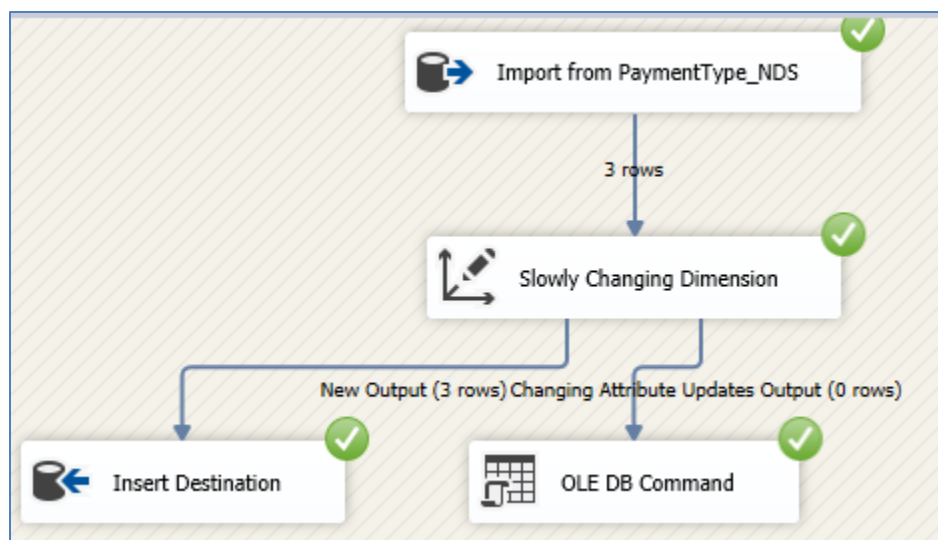 Import from PaymentType_NDS
3 rows
Slowly Changing Dimension
New Output (3 rows)
Changing Attribute Updates Output (0 rows)
Insert Destination
OLE DB Command